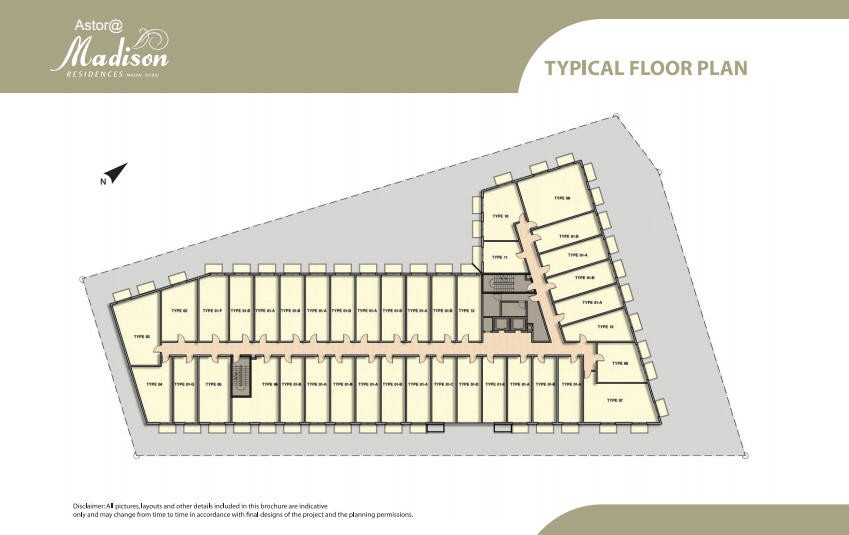 Astor@
Madison
RESIDENCES MAJAN, DUBAI
TYPICAL FLOOR PLAN
N
TYPE 09
TYPE 10
TYPE 01-B
TYPE 11
TYPE 01-A
TYPE 01-B
TYPE 01-A
TYPE
TYPE 02
TYPE 01-F
TYPE 01-B
TYPE 01-A
TYPE 01-B
TYPE 01-A
TYPE 01-B
TYPE 01-A
TYPE 01-B
TYPE 01-A
TYPE 01-B
TYPE 12
TYPE 03
TYPE 08
TYPE 04
TYPE 01-G
TYPE 05
TYPE
TYPE 01-B
TYPE 01-A
TYPE 01-B
TYPE 01-A
TYPE 01-B
TYPE 01-A
TYPE 01-C
TYPE 01-D
TYPE 01-E
TYPE 01-A
TYPE 01-B
TYPE 01-A
TYPE 07
Disclaimer: All pictures, layouts and other details included in this brochure are indicative
only and may change from time to time in accordance with final designs of the project and the planning permissions.